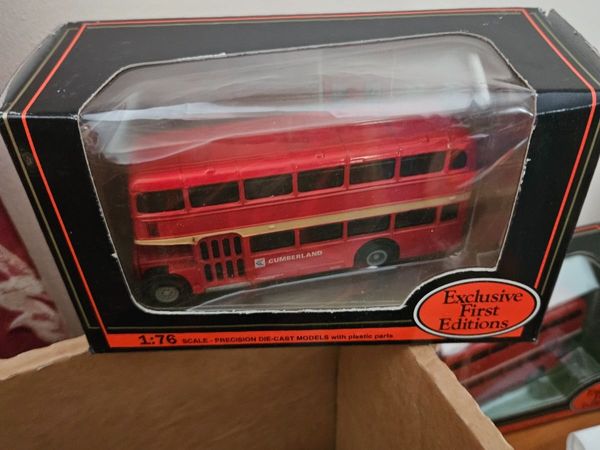 CUMBERLAND
Exclusive
First
Editions
1:76 SCALE - PRECISION DIE-CAST MODELS with plastic parts